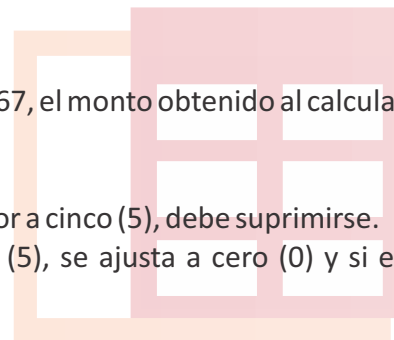 67, el monto obtenido al calcula
or a cinco (5), debe suprimirse.
(5), se ajusta a cero (0) y si e